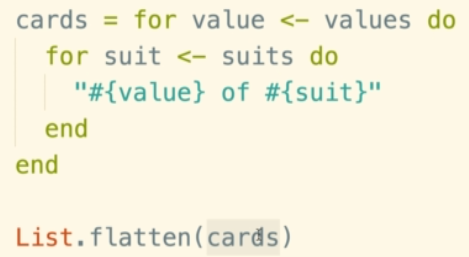 cards = for value <- values do
  for suit <- suits do
    "#{value} of #{suit}"
  end
end

List.flatten(cards)